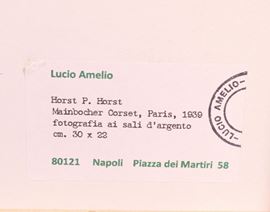 Lucio Amelio
Horst P. Horst
Mainbocher Corset, Paris, 1939
fotografia ai sali d'argento
cm. 30 x 22
80121 Napoli Piazza dei Martiri 58
LUCIO AMELIO